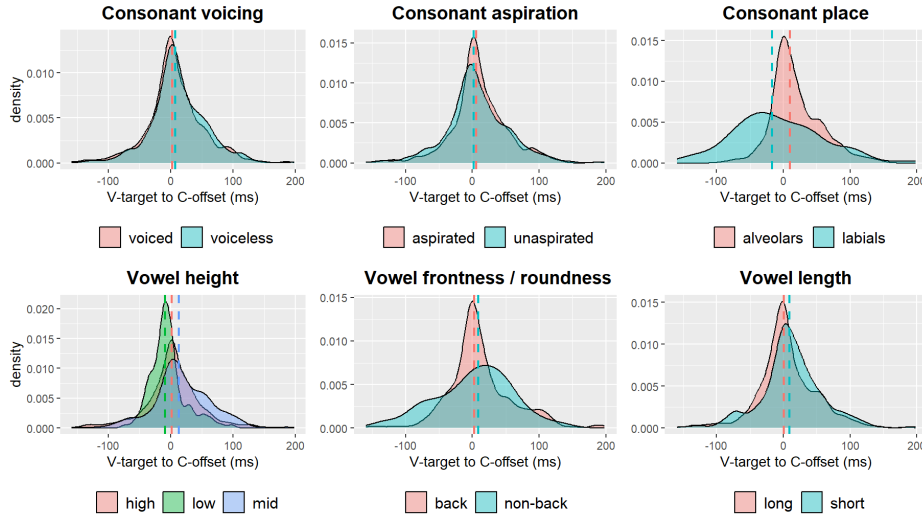 Consonant voicing
Consonant aspiration
Consonant place
density
0.010
0.005
0.000
-100 0 100 200
V-target to C-offset (ms)
voiced voiceless
0.015
0.010
0.005
0.000
-100 0 100 200
V-target to C-offset (ms)
aspirated unaspirated
0.015
0.010
0.005
0.000
-100 0 100 200
V-target to C-offset (ms)
alveolars labials
Vowel height
Vowel frontness / roundness
Vowel length
density
0.020
0.015
0.010
0.005
0.000
-100 0 100 200
V-target to C-offset (ms)
high low mid
0.015
0.010
0.005
0.000
-100 0 100 200
V-target to C-offset (ms)
back non-back
0.015
0.010
0.005
0.000
-100 0 100 200
V-target to C-offset (ms)
long short